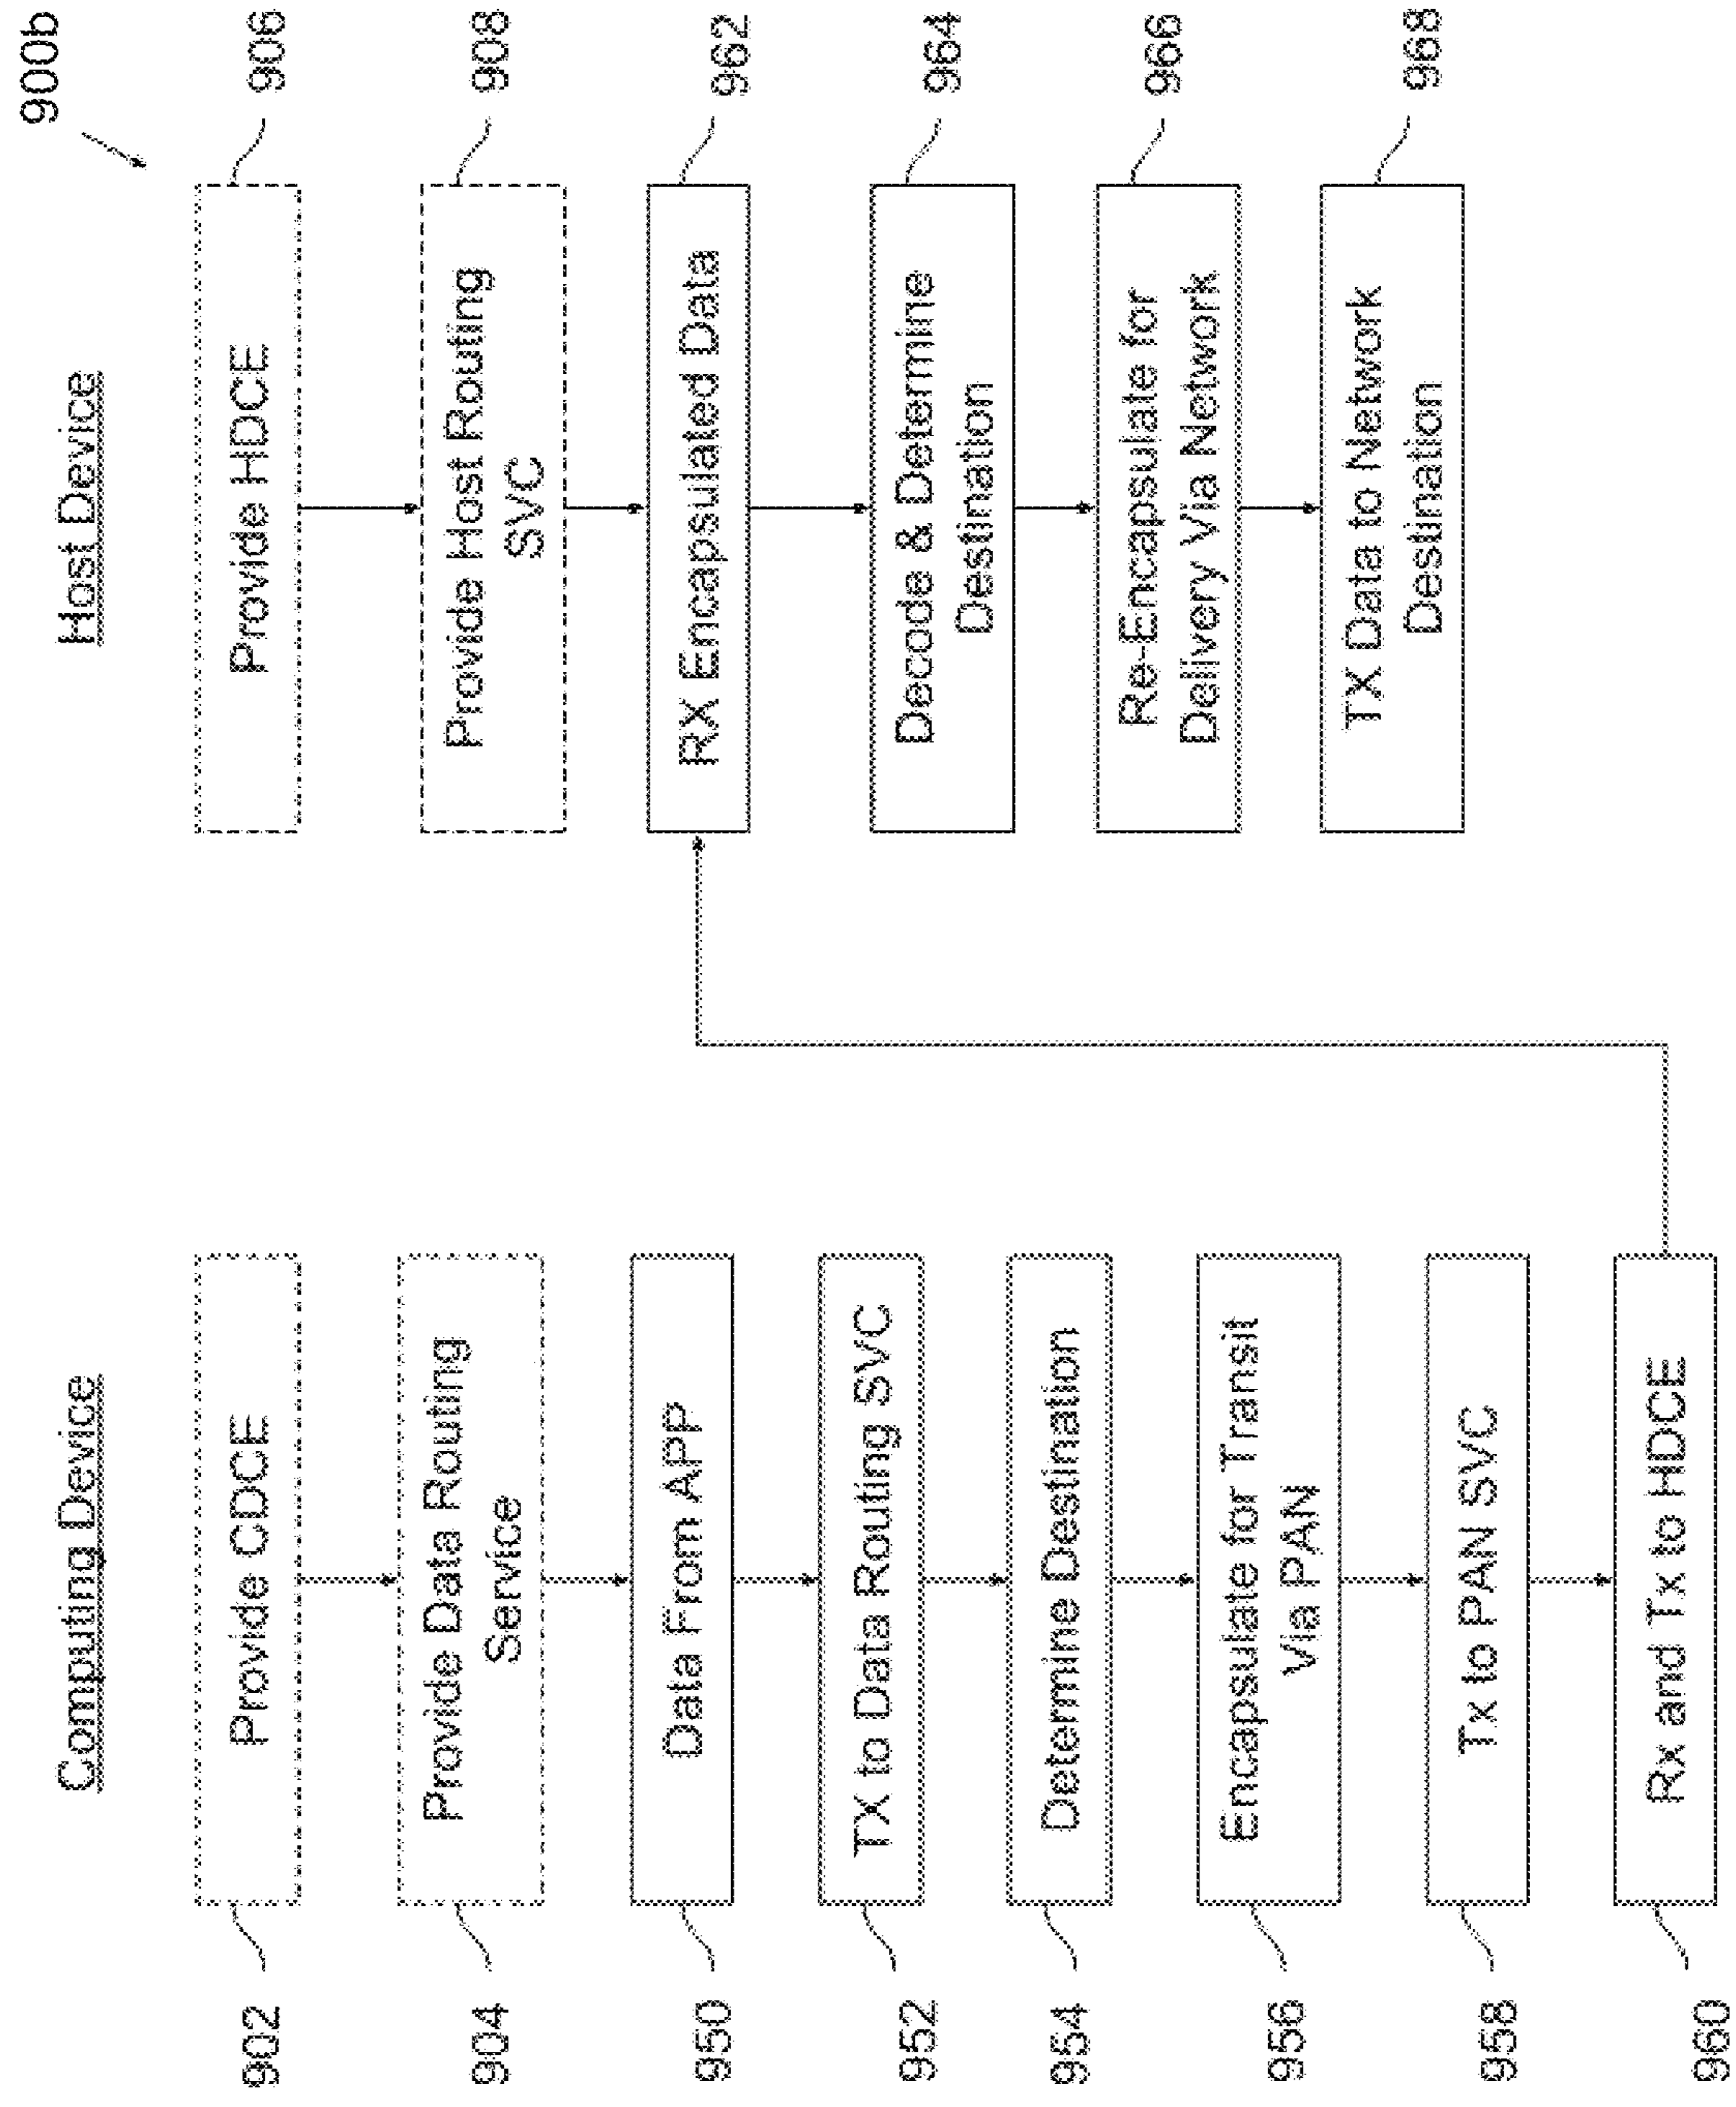 900b
Computing Device
902
Provide CDCE
904
Provide Data Routing
Service
950
Data From APP
952
TX to Data Routing SVC
954
Determine Destination
956
Encapsulate for Transit
Via PAN
958
Tx to PAN SVC
960
Rx and Tx to HDCE
Host Device
Provide HDCE
906
Provide Host Routing
SVC
908
RX Encapsulated Data
962
Decode & Determine
Destination
964
Re-Encapsulate for
Delivery Via Network
966
TX Data to Network
Destination
968